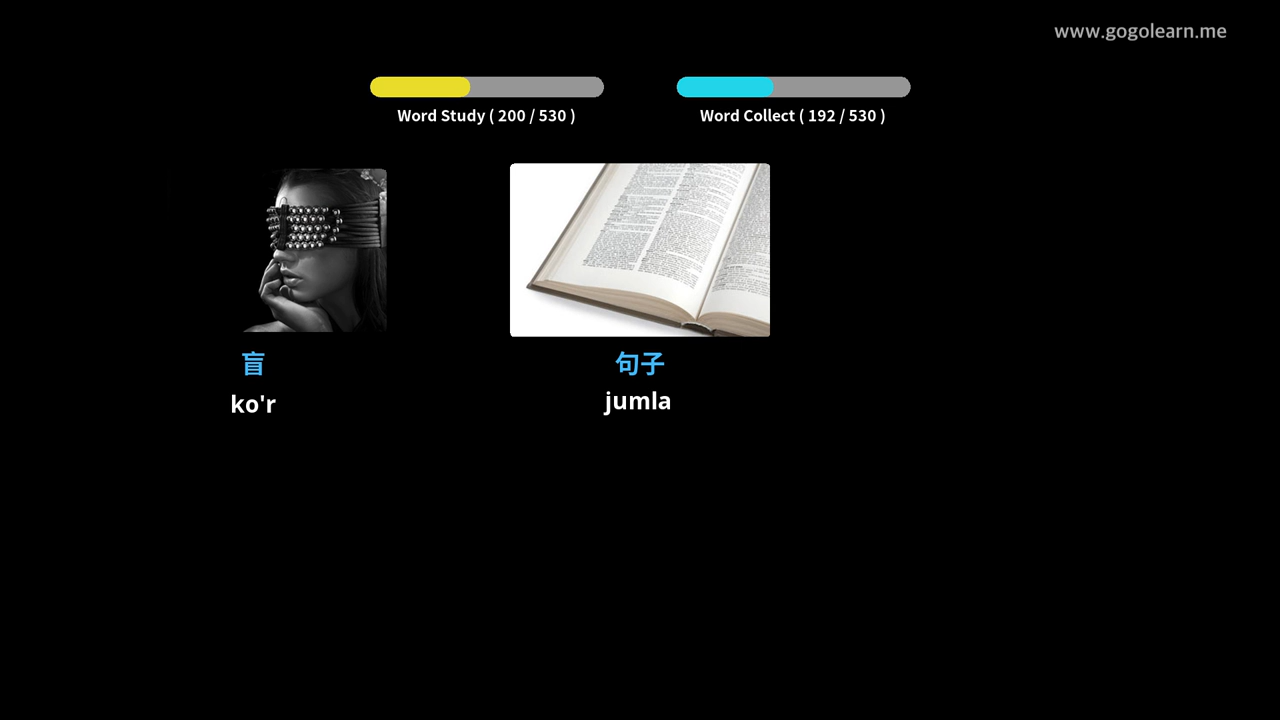 www.gogolearn.me
Word Study ( 200 / 530 )
Word Collect ( 192 / 530 )
盲
ko'r
句子
jumla